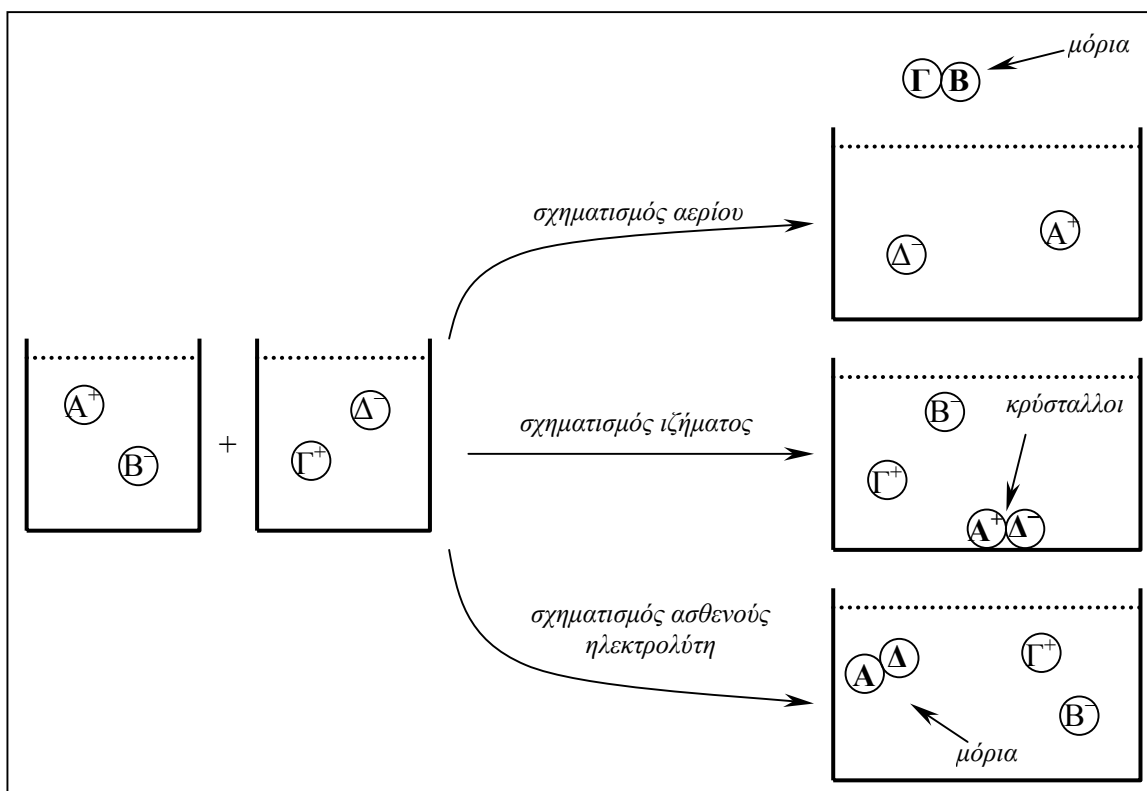 μόρια
Γ Β
σχηματισμός αερίου
Δ⁻ Α⁺
Α⁺ Β⁻ + Δ⁻ Γ⁺
σχηματισμός ιζήματος
κρύσταλλοι
Β⁻
Γ⁺
Α⁺ Δ⁻
σχηματισμός ασθενούς
ηλεκτρολύτη
Α Δ
Γ⁺
Β⁻
μόρια